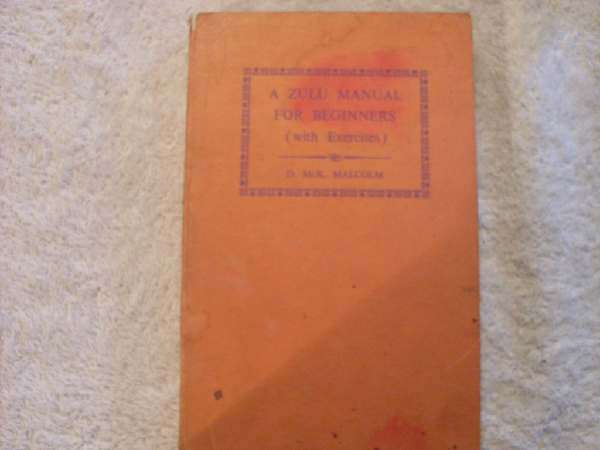 A ZULU MANUAL
FOR BEGINNERS
(with Exercises)
D. McK. MALCOLM